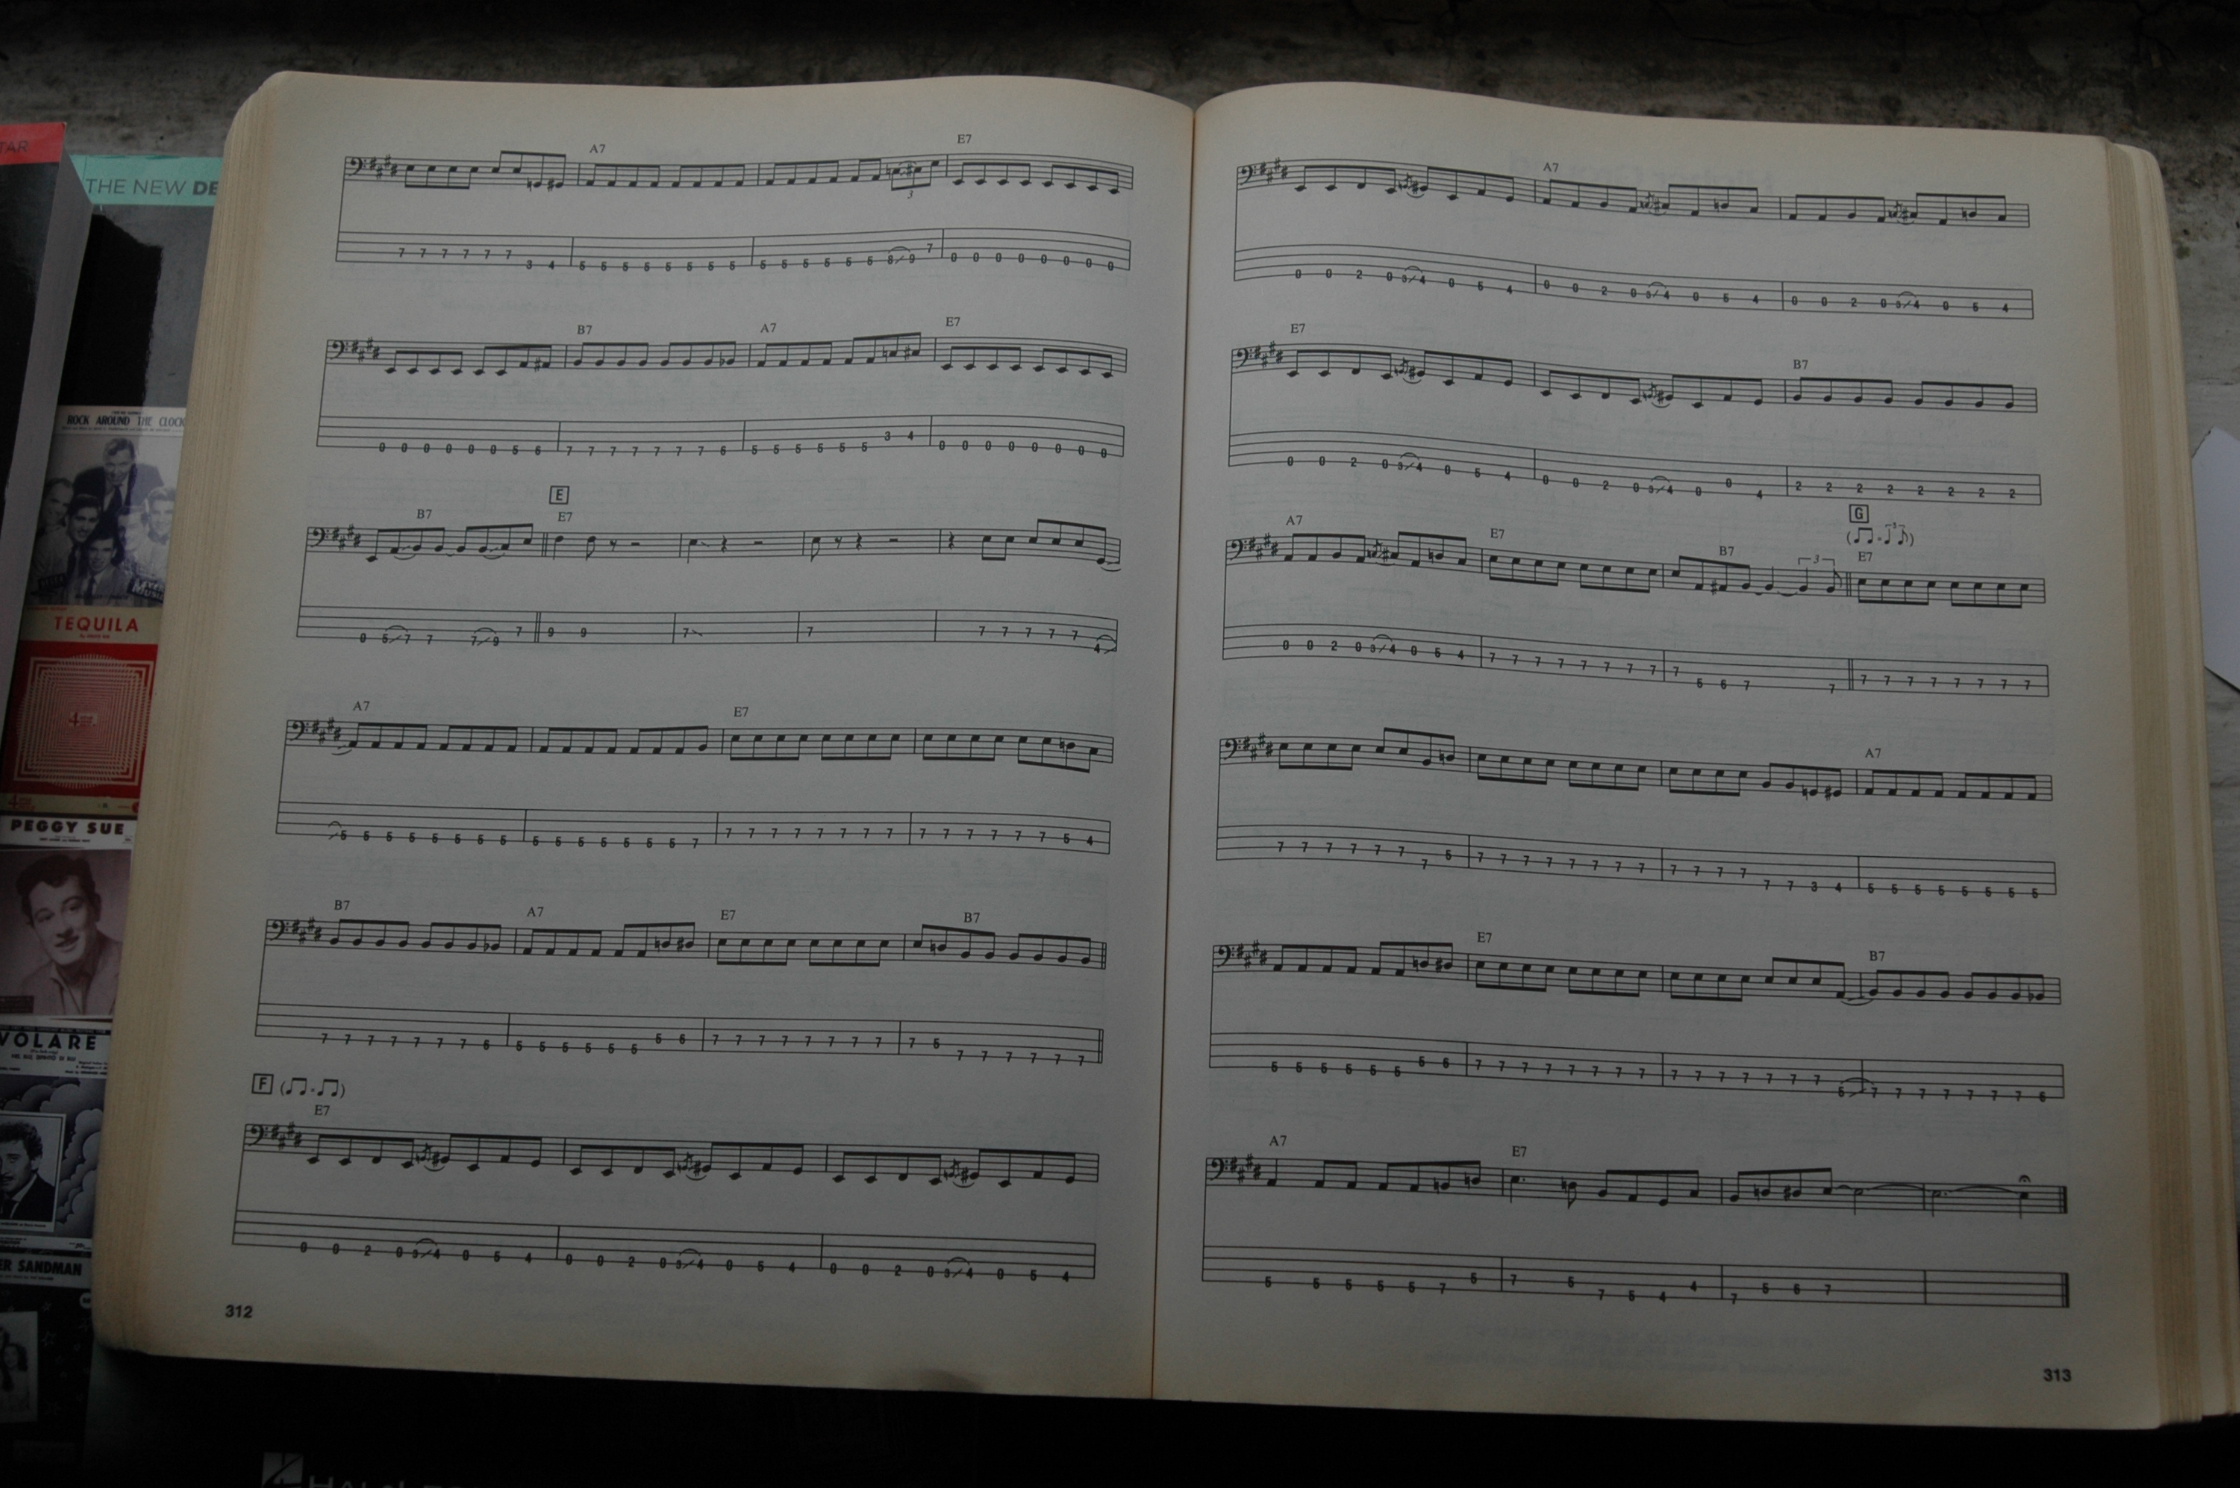 TAR
THE NEW DE
ROCK AROUND THE CLOCK
TEQUILA
PEGGY SUE
VOLARE
ER SANDMAN
A7 E7
3
7 7 7 7 7 7 3 4 5 5 5 5 5 5 5 5 5 5 5 5 5 5 8 9 7 0 0 0 0 0 0 0 0
B7 A7 E7
0 0 0 0 0 0 5 6 7 7 7 7 7 7 7 6 5 5 5 5 5 5 3 4 0 0 0 0 0 0 0 0
E
B7 E7
0 5 7 7 7 9 7 9 9 7 7 7 7 7 7 7 4
A7 E7
5 5 5 5 5 5 5 5 5 5 5 5 5 5 5 7 7 7 7 7 7 7 7 7 7 7 7 7 7 7 5 4
B7 A7 E7 B7
7 7 7 7 7 7 7 6 5 5 5 5 5 5 5 6 7 7 7 7 7 7 7 7 7 5 7 7 7 7 7 7
F
E7
0 0 2 0 3 4 0 5 4 0 0 2 0 3 4 0 5 4 0 0 2 0 3 4 0 5 4
312
A7
0 0 2 0 3 4 0 5 4 0 0 2 0 3 4 0 5 4 0 0 2 0 3 4 0 5 4
E7 B7
0 0 2 0 3 4 0 5 4 0 0 2 0 3 4 0 0 4 2 2 2 2 2 2 2 2
G
A7 E7 B7 3 E7
0 0 2 0 3 4 0 5 4 7 7 7 7 7 7 7 7 7 5 6 7 7 7 7 7 7 7 7 7 7
A7
7 7 7 7 7 7 7 5 7 7 7 7 7 7 7 7 7 7 7 7 7 7 3 4 5 5 5 5 5 5 5 5
E7 B7
5 5 5 5 5 5 5 6 7 7 7 7 7 7 7 7 7 7 7 7 7 7 7 5 7 7 7 7 7 7 7 6
A7 E7
5 5 5 5 5 7 5 7 5 7 5 4 4 7 5 6 7
313